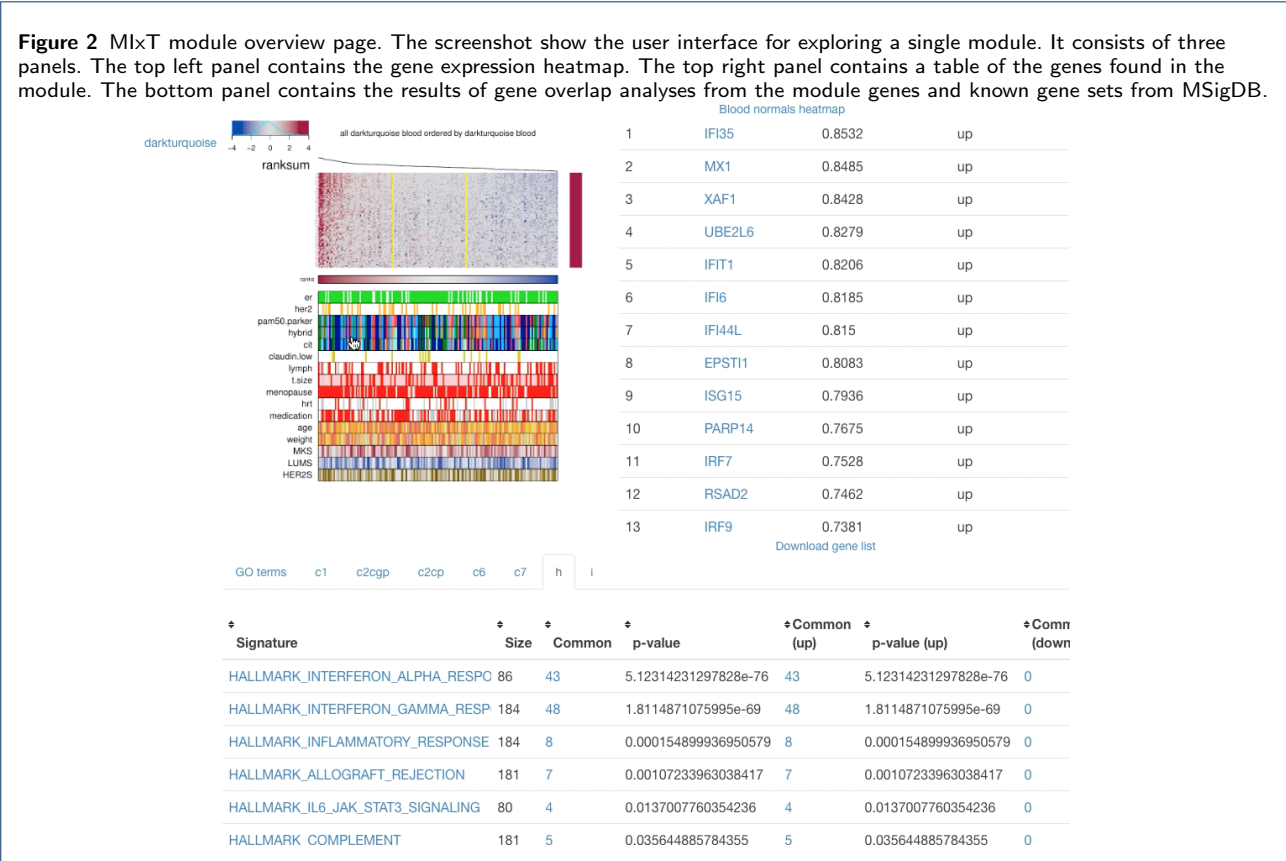 Figure 2 MIxT module overview page. The screenshot show the user interface for exploring a single module. It consists of three
panels. The top left panel contains the gene expression heatmap. The top right panel contains a table of the genes found in the
module. The bottom panel contains the results of gene overlap analyses from the module genes and known gene sets from MSigDB.
Blood normals heatmap
darkturquoise
-4 -2 0 2 4
all darkturquoise blood ordered by darkturquoise blood
ranksum
ranks
er
her2
pam50.parker
hybrid
cit
claudin.low
lymph
t.size
menopause
hrt
medication
age
weight
MKS
LUMS
HER2S
1 IFI35 0.8532 up
2 MX1 0.8485 up
3 XAF1 0.8428 up
4 UBE2L6 0.8279 up
5 IFIT1 0.8206 up
6 IFI6 0.8185 up
7 IFI44L 0.815 up
8 EPSTI1 0.8083 up
9 ISG15 0.7936 up
10 PARP14 0.7675 up
11 IRF7 0.7528 up
12 RSAD2 0.7462 up
13 IRF9 0.7381 up
Download gene list
GO terms c1 c2cgp c2cp c6 c7 h i
Signature Size Common p-value Common (up) p-value (up) Comm (down
HALLMARK_INTERFERON_ALPHA_RESPO 86 43 5.12314231297828e-76 43 5.12314231297828e-76 0
HALLMARK_INTERFERON_GAMMA_RESP 184 48 1.8114871075995e-69 48 1.8114871075995e-69 0
HALLMARK_INFLAMMATORY_RESPONSE 184 8 0.000154899936950579 8 0.000154899936950579 0
HALLMARK_ALLOGRAFT_REJECTION 181 7 0.00107233963038417 7 0.00107233963038417 0
HALLMARK_IL6_JAK_STAT3_SIGNALING 80 4 0.0137007760354236 4 0.0137007760354236 0
HALLMARK_COMPLEMENT 181 5 0.035644885784355 5 0.035644885784355 0